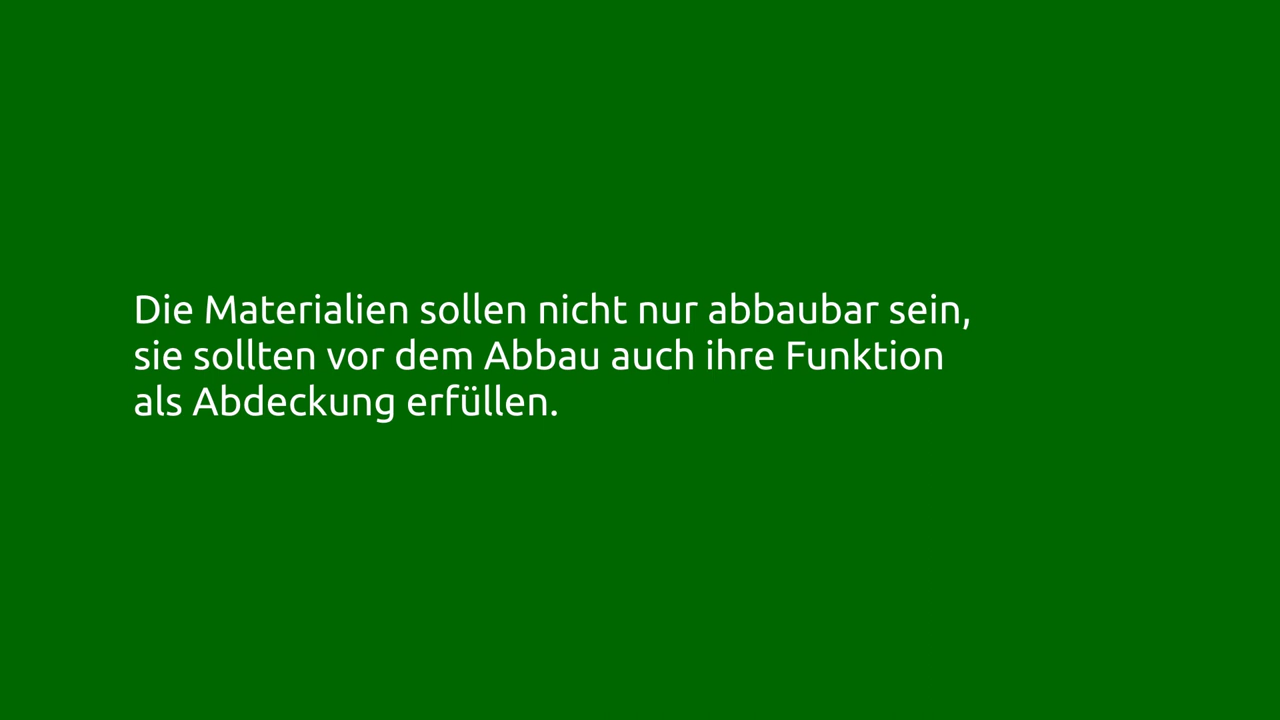 Die Materialien sollen nicht nur abbaubar sein,
sie sollten vor dem Abbau auch ihre Funktion
als Abdeckung erfüllen.